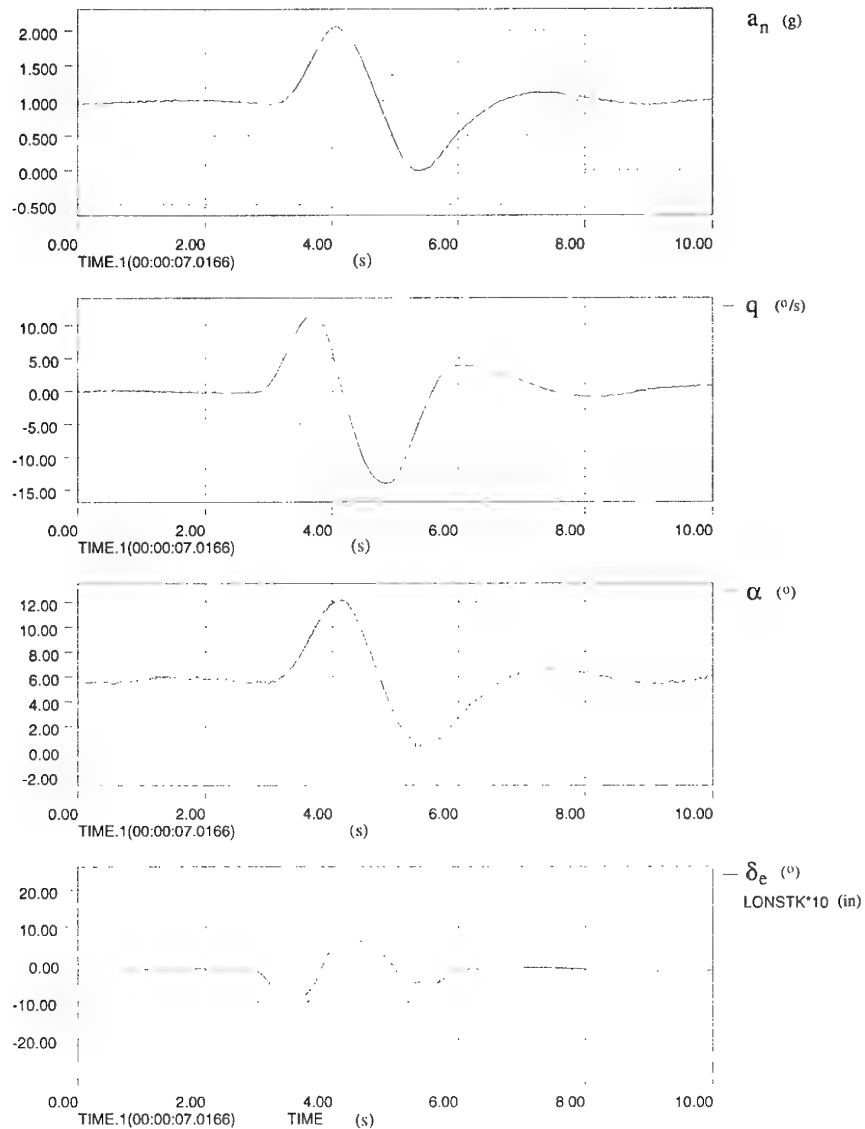 aₙ (g)
2.000
1.500
1.000
0.500
0.000
-0.500
0.00 2.00 4.00 6.00 8.00 10.00
TIME.1(00:00:07.0166) (s)
q (º/s)
10.00
5.00
0.00
-5.00
-10.00
-15.00
0.00 2.00 4.00 6.00 8.00 10.00
TIME.1(00:00:07.0166) (s)
α (º)
12.00
10.00
8.00
6.00
4.00
2.00
0.00
-2.00
0.00 2.00 4.00 6.00 8.00 10.00
TIME.1(00:00:07.0166) (s)
δₑ (º)
LONSTK*10 (in)
20.00
10.00
0.00
-10.00
-20.00
0.00 2.00 4.00 6.00 8 00 10.00
TIME.1(00:00:07.0166) TIME (s)